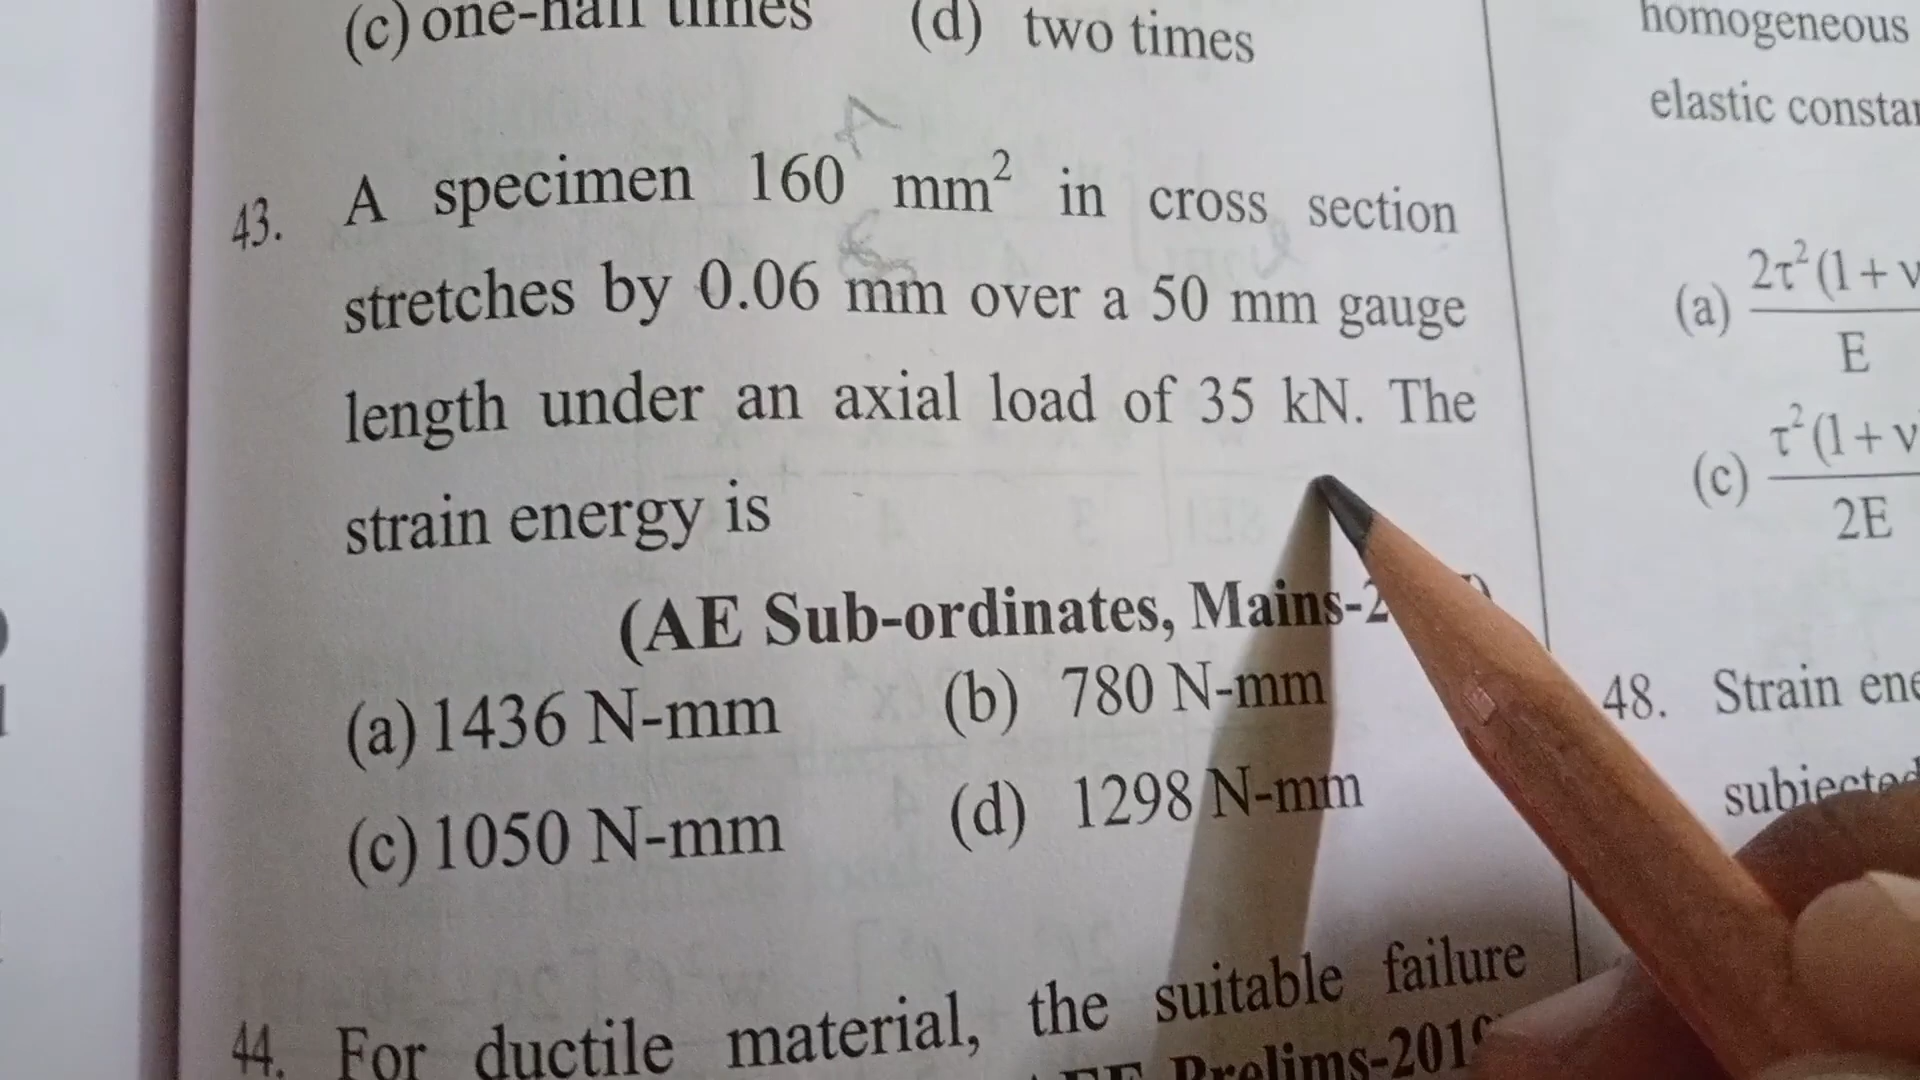 (c) one-half times (d) two times
43. A specimen 160 mm² in cross section
stretches by 0.06 mm over a 50 mm gauge
length under an axial load of 35 kN. The
strain energy is
(AE Sub-ordinates, Mains-2
(a) 1436 N-mm (b) 780 N-mm
(c) 1050 N-mm (d) 1298 N-mm
44. For ductile material, the suitable failure
Prelims-201
homogeneous
elastic
(a) 2τ²(1+ν
E
(c) τ²(1+ν
2E
48. Strain